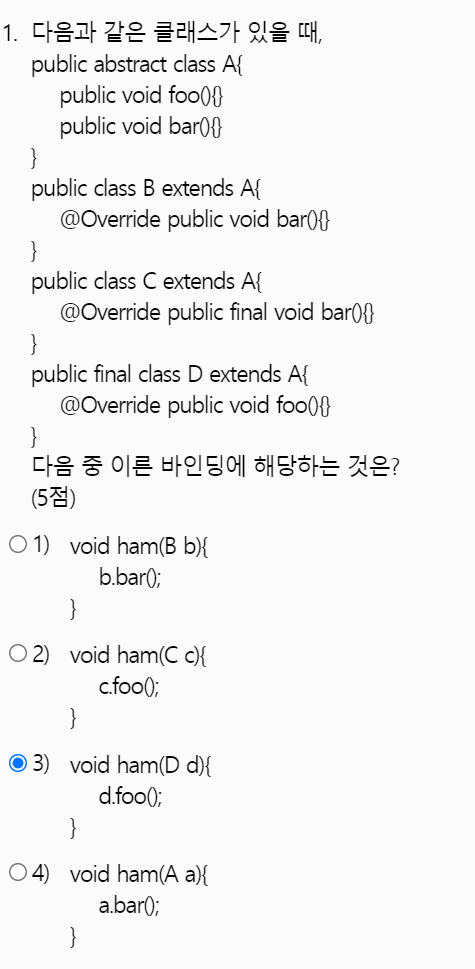 1. 다음과 같은 클래스가 있을 때,
public abstract class A{
public void foo(){}
public void bar(){}
}
public class B extends A{
@Override public void bar(){}
}
public class C extends A{
@Override public final void bar(){}
}
public final class D extends A{
@Override public void foo(){}
}
다음 중 이른 바인딩에 해당하는 것은?
(5점)
1) void ham(B b){
b.bar();
}
2) void ham(C c){
c.foo();
}
3) void ham(D d){
d.foo();
}
4) void ham(A a){
a.bar();
}